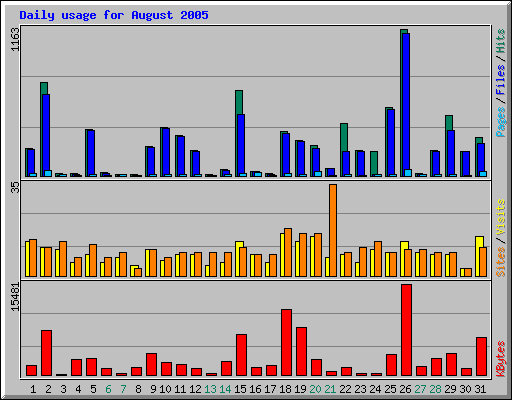 Daily usage for August 2005
1163
Pages / Files / Hits
35
Sites / Visits
15481
KBytes
1 2 3 4 5 6 7 8 9 10 11 12 13 14 15 16 17 18 19 20 21 22 23 24 25 26 27 28 29 30 31